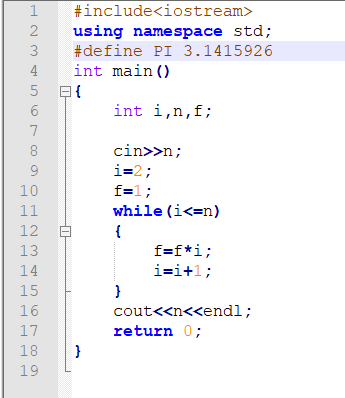 1 #include<iostream>
2 using namespace std;
3 #define PI 3.1415926
4 int main()
5 {
6 int i,n,f;
7
8 cin>>n;
9 i=2;
10 f=1;
11 while(i<=n)
12 {
13 f=f*i;
14 i=i+1;
15 }
16 cout<<n<<endl;
17 return 0;
18 }
19